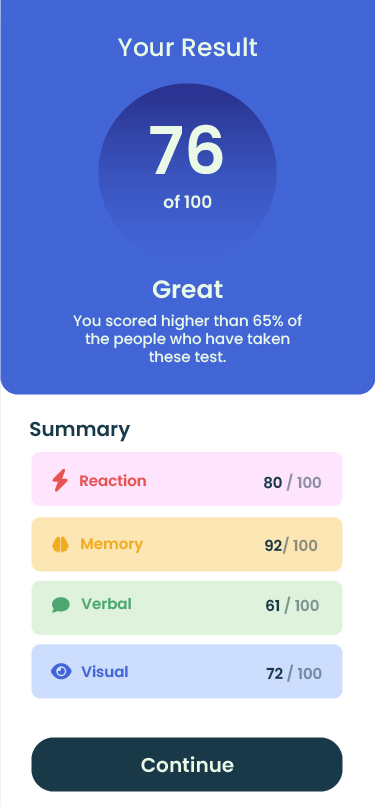 Your Result
76
of 100
Great
You scored higher than 65% of
the people who have taken
these test.
Summary
Reaction 80 / 100
Memory 92/ 100
Verbal 61 / 100
Visual 72 / 100
Continue